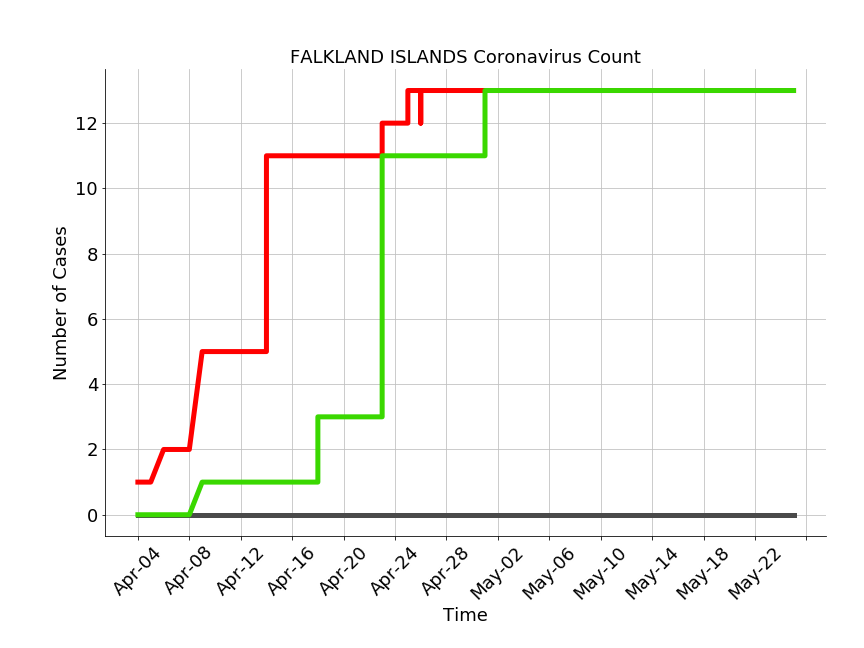 FALKLAND ISLANDS Coronavirus Count
Number of Cases
12
10
8
6
4
2
0
Apr-04
Apr-08
Apr-12
Apr-16
Apr-20
Apr-24
Apr-28
May-02
May-06
May-10
May-14
May-18
May-22
Time